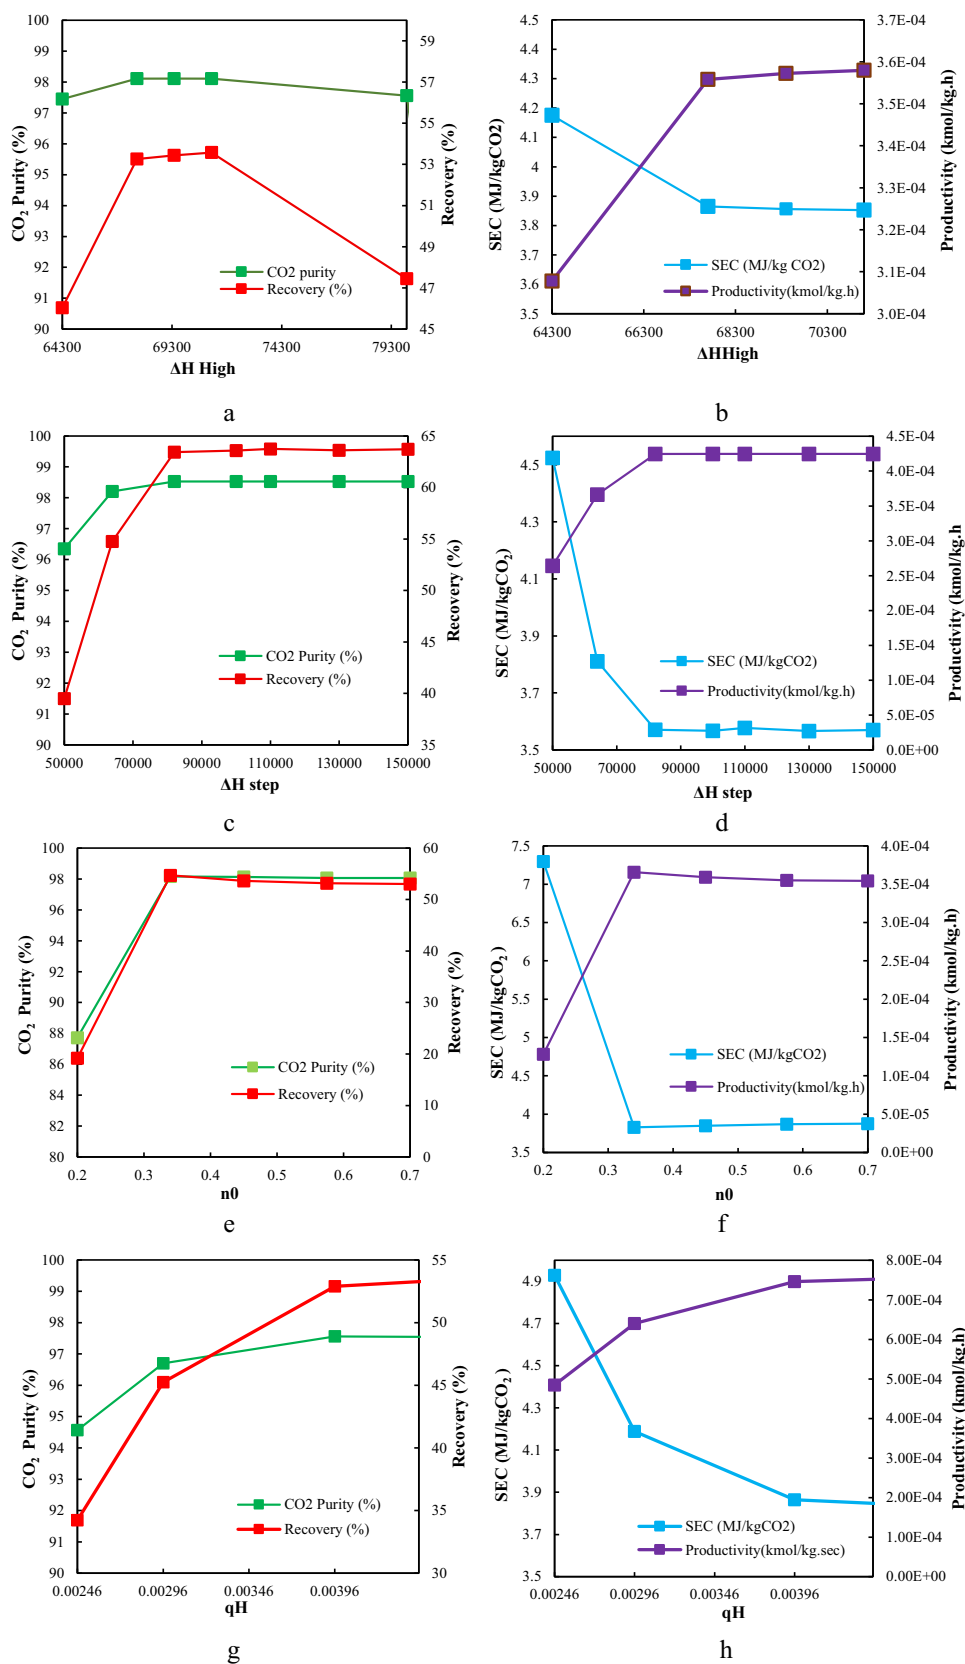 100
99
98
97
96
95
94
93
92
91
90
CO2 Purity (%)
59
57
55
53
51
49
47
45
Recovery (%)
CO2 purity
Recovery (%)
64300 69300 74300 79300
ΔH High
a
4.5
4.4
4.3
4.2
4.1
4
3.9
3.8
3.7
3.6
3.5
SEC (MJ/kgCO2)
3.7E-04
3.6E-04
3.5E-04
3.4E-04
3.3E-04
3.2E-04
3.1E-04
3.0E-04
Productivity (kmol/kg.h)
SEC (MJ/kg CO2)
Productivity(kmol/kg.h)
64300 66300 68300 70300
ΔHHigh
b
100
99
98
97
96
95
94
93
92
91
90
CO₂ Purity (%)
65
60
55
50
45
40
35
Recovery (%)
CO2 Purity (%)
Recovery (%)
50000 70000 90000 110000 130000 150000
ΔH step
c
4.5
4.3
4.1
3.9
3.7
3.5
SEC (MJ/kgCO₂)
4.5E-04
4.0E-04
3.5E-04
3.0E-04
2.5E-04
2.0E-04
1.5E-04
1.0E-04
5.0E-05
0.0E+00
Productivity (kmol/kg.h
SEC (MJ/kgCO2)
Productivity(kmol/kg.h)
50000 70000 90000 110000 130000 150000
ΔH step
d
100
98
96
94
92
90
88
86
84
82
80
CO₂ Purity (%)
60
50
40
30
20
10
0
Recovery (%)
CO2 Purity (%)
Recovery (%)
0.2 0.3 0.4 0.5 0.6 0.7
n0
e
7.5
7
6.5
6
5.5
5
4.5
4
3.5
SEC (MJ/kgCO₂ )
4.0E-04
3.5E-04
3.0E-04
2.5E-04
2.0E-04
1.5E-04
1.0E-04
5.0E-05
0.0E+00
Productivity (kmol/kg.h)
SEC (MJ/kgCO2)
Productivity(kmol/kg.h)
0.2 0.3 0.4 0.5 0.6 0.7
n0
f
100
99
98
97
96
95
94
93
92
91
90
CO₂ Purity (%)
55
50
45
40
35
30
Recovery (%)
CO2 Purity (%)
Recovery (%)
0.00246 0.00296 0.00346 0.00396
qH
g
4.9
4.7
4.5
4.3
4.1
3.9
3.7
3.5
SEC (MJ/kgCO₂ )
8.00E-04
7.00E-04
6.00E-04
5.00E-04
4.00E-04
3.00E-04
2.00E-04
1.00E-04
0.00E+00
Productivity (kmol/kg.h)
SEC (MJ/kgCO2)
Productivity(kmol/kg.sec)
0.00246 0.00296 0.00346 0.00396
qH
h